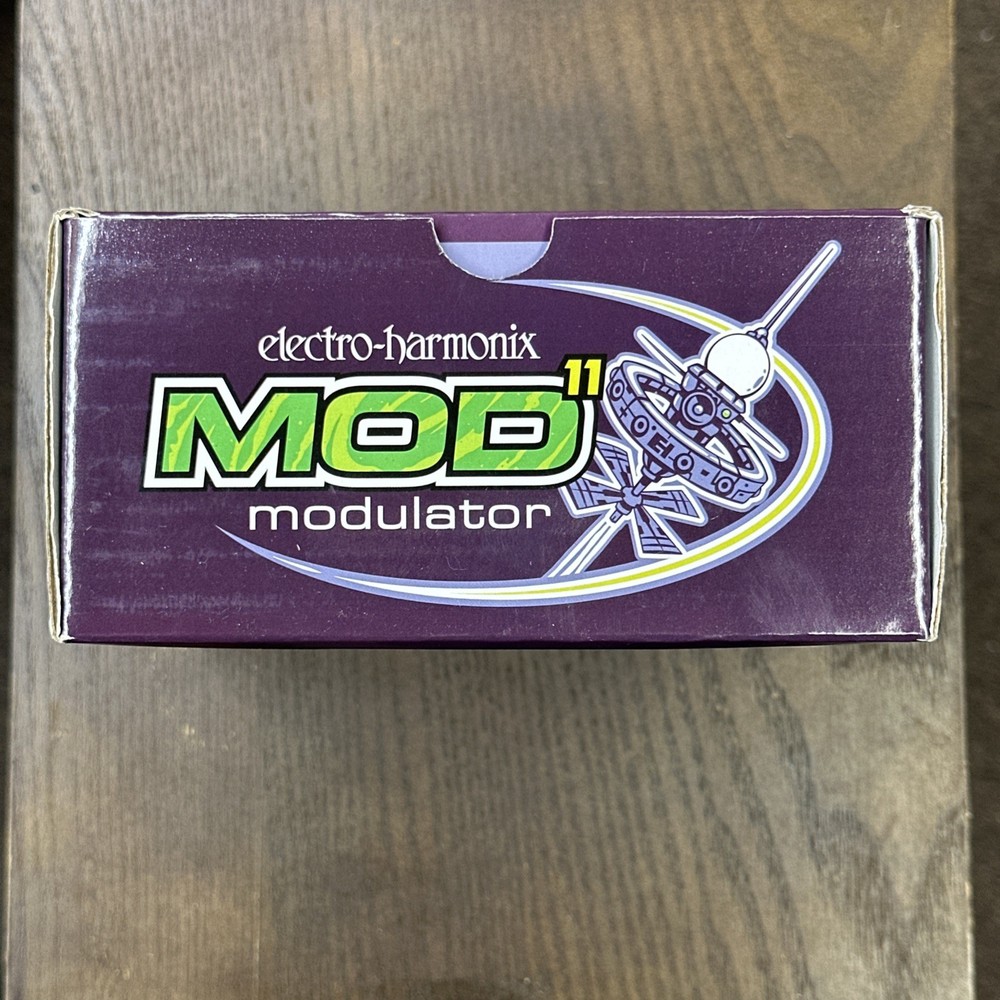 electro-harmonix
MOD 11
modulator